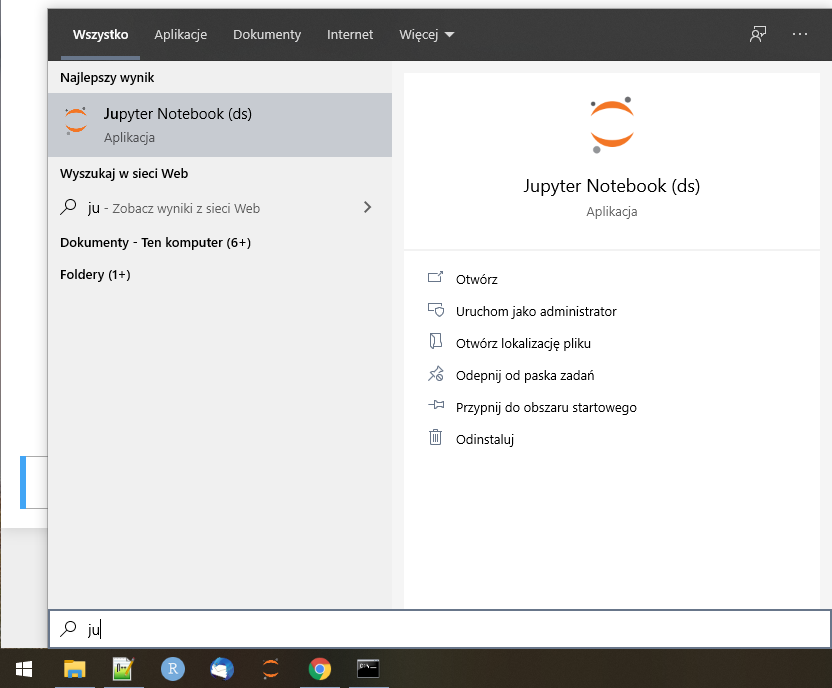 Wszystko Aplikacje Dokumenty Internet Więcej
Najlepszy wynik
Jupyter Notebook (ds)
Aplikacja
Wyszukaj w sieci Web
ju - Zobacz wyniki z sieci Web
Dokumenty - Ten komputer (6+)
Foldery (1+)
Jupyter Notebook (ds)
Aplikacja
Otwórz
Uruchom jako administrator
Otwórz lokalizację pliku
Odepnij od paska zadań
Przypnij do obszaru startowego
Odinstaluj
ju
R